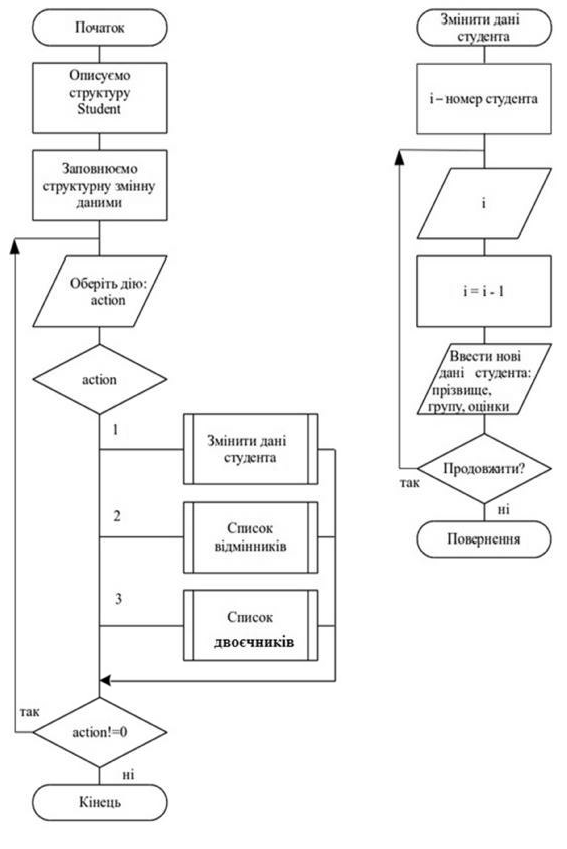 Початок
Описуємо
структуру
Student
Заповнюємо
структурну змінну
даними
Оберіть дію:
action
action
1
Змінити дані
студента
2
Список
відмінників
3
Список
двоєчників
так
action!=0
ні
Кінець
Змінити дані
студента
i – номер студента
i
i = i - 1
Ввести нові
дані студента:
прізвище,
групу, оцінки
Продовжити?
так
ні
Повернення